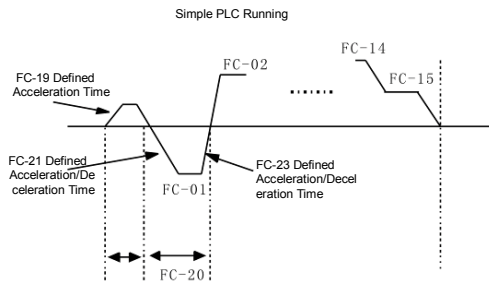 Simple PLC Running
FC-14
FC-02
FC-15
FC-19 Defined
Acceleration Time
FC-21 Defined
Acceleration/De
celeration Time
FC-23 Defined
Acceleration/Decel
eration Time
FC-01
FC-20